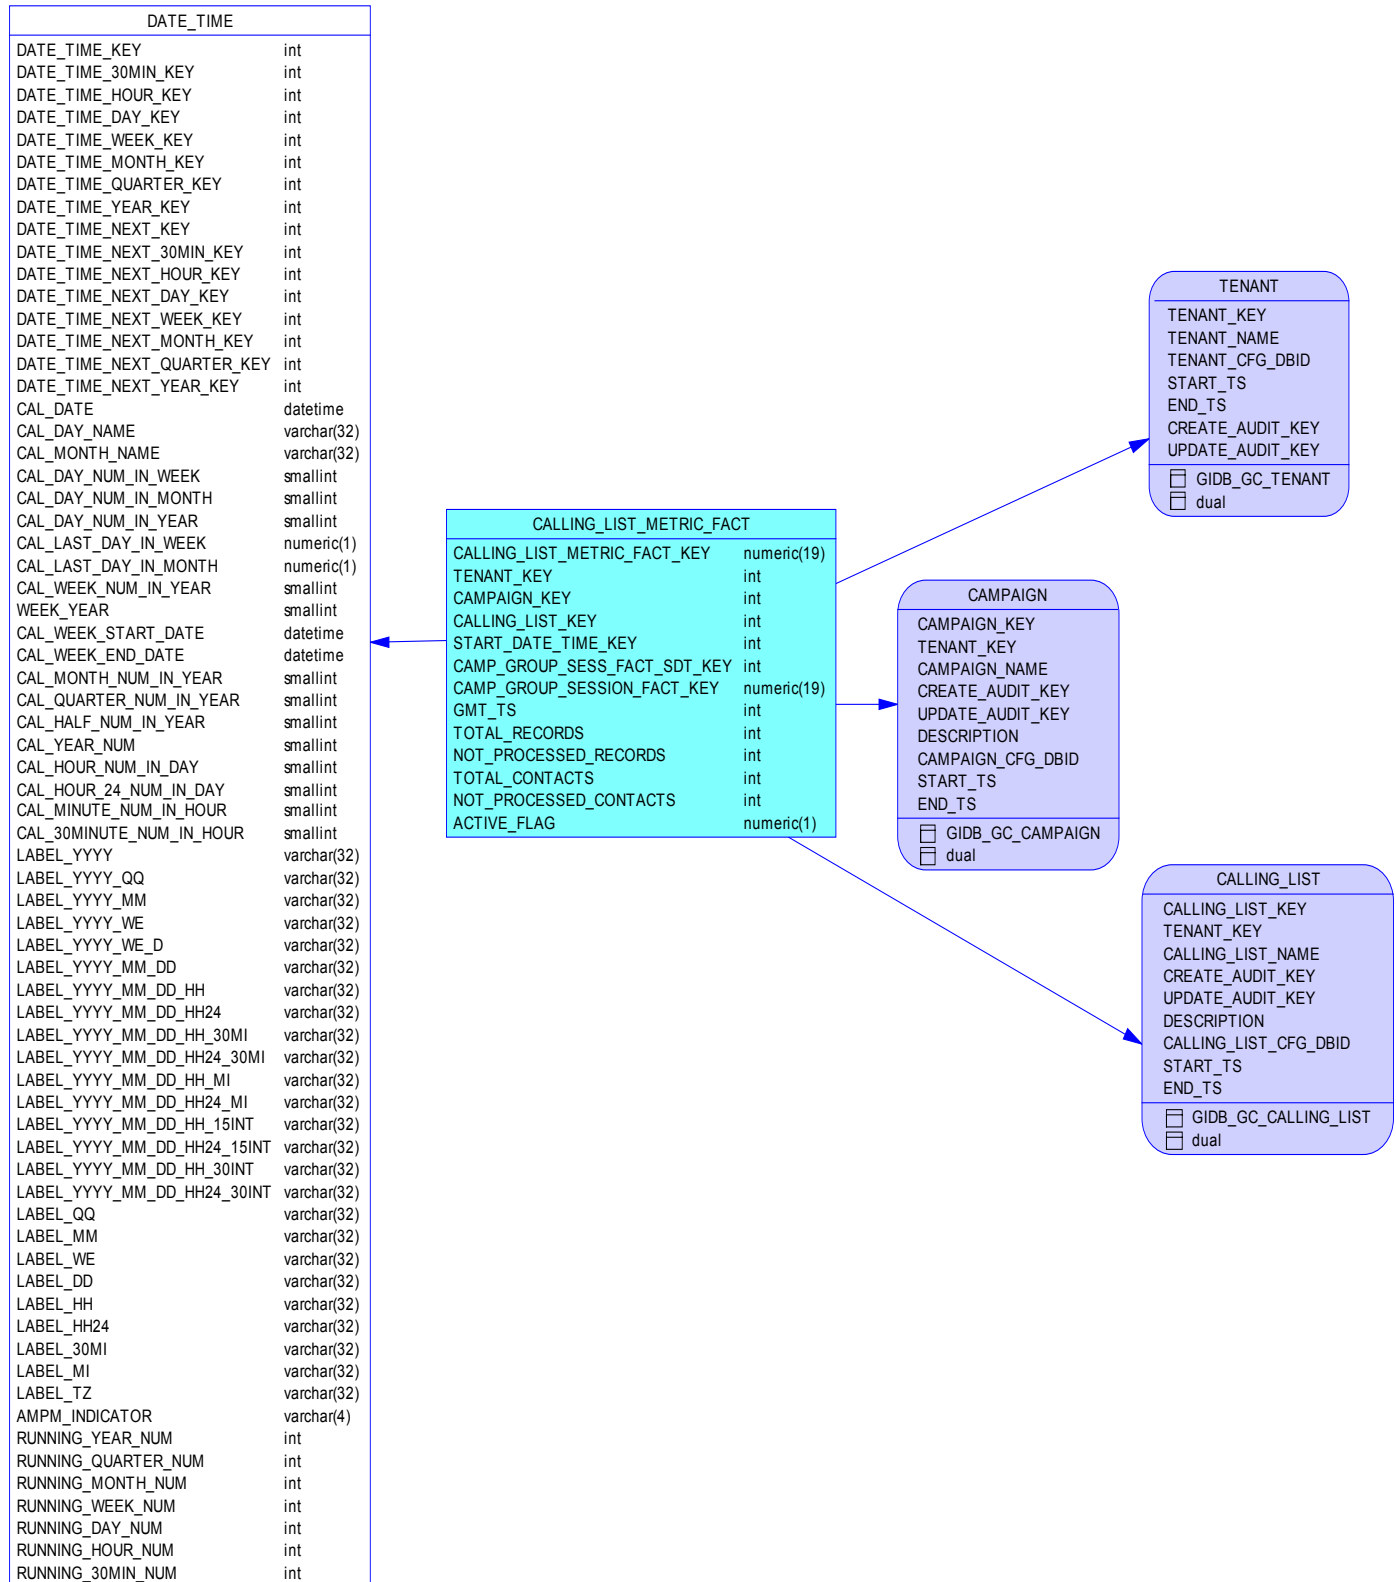 DATE_TIME
DATE_TIME_KEY int
DATE_TIME_30MIN_KEY int
DATE_TIME_HOUR_KEY int
DATE_TIME_DAY_KEY int
DATE_TIME_WEEK_KEY int
DATE_TIME_MONTH_KEY int
DATE_TIME_QUARTER_KEY int
DATE_TIME_YEAR_KEY int
DATE_TIME_NEXT_KEY int
DATE_TIME_NEXT_30MIN_KEY int
DATE_TIME_NEXT_HOUR_KEY int
DATE_TIME_NEXT_DAY_KEY int
DATE_TIME_NEXT_WEEK_KEY int
DATE_TIME_NEXT_MONTH_KEY int
DATE_TIME_NEXT_QUARTER_KEY int
DATE_TIME_NEXT_YEAR_KEY int
CAL_DATE datetime
CAL_DAY_NAME varchar(32)
CAL_MONTH_NAME varchar(32)
CAL_DAY_NUM_IN_WEEK smallint
CAL_DAY_NUM_IN_MONTH smallint
CAL_DAY_NUM_IN_YEAR smallint
CAL_LAST_DAY_IN_WEEK numeric(1)
CAL_LAST_DAY_IN_MONTH numeric(1)
CAL_WEEK_NUM_IN_YEAR smallint
WEEK_YEAR smallint
CAL_WEEK_START_DATE datetime
CAL_WEEK_END_DATE datetime
CAL_MONTH_NUM_IN_YEAR smallint
CAL_QUARTER_NUM_IN_YEAR smallint
CAL_HALF_NUM_IN_YEAR smallint
CAL_YEAR_NUM smallint
CAL_HOUR_NUM_IN_DAY smallint
CAL_HOUR_24_NUM_IN_DAY smallint
CAL_MINUTE_NUM_IN_HOUR smallint
CAL_30MINUTE_NUM_IN_HOUR smallint
LABEL_YYYY varchar(32)
LABEL_YYYY_QQ varchar(32)
LABEL_YYYY_MM varchar(32)
LABEL_YYYY_WE varchar(32)
LABEL_YYYY_WE_D varchar(32)
LABEL_YYYY_MM_DD varchar(32)
LABEL_YYYY_MM_DD_HH varchar(32)
LABEL_YYYY_MM_DD_HH24 varchar(32)
LABEL_YYYY_MM_DD_HH_30MI varchar(32)
LABEL_YYYY_MM_DD_HH24_30MI varchar(32)
LABEL_YYYY_MM_DD_HH_MI varchar(32)
LABEL_YYYY_MM_DD_HH24_MI varchar(32)
LABEL_YYYY_MM_DD_HH_15INT varchar(32)
LABEL_YYYY_MM_DD_HH24_15INT varchar(32)
LABEL_YYYY_MM_DD_HH_30INT varchar(32)
LABEL_YYYY_MM_DD_HH24_30INT varchar(32)
LABEL_QQ varchar(32)
LABEL_MM varchar(32)
LABEL_WE varchar(32)
LABEL_DD varchar(32)
LABEL_HH varchar(32)
LABEL_HH24 varchar(32)
LABEL_30MI varchar(32)
LABEL_MI varchar(32)
LABEL_TZ varchar(32)
AMPM_INDICATOR varchar(4)
RUNNING_YEAR_NUM int
RUNNING_QUARTER_NUM int
RUNNING_MONTH_NUM int
RUNNING_WEEK_NUM int
RUNNING_DAY_NUM int
RUNNING_HOUR_NUM int
RUNNING_30MIN_NUM int
CALLING_LIST_METRIC_FACT
CALLING_LIST_METRIC_FACT_KEY numeric(19)
TENANT_KEY int
CAMPAIGN_KEY int
CALLING_LIST_KEY int
START_DATE_TIME_KEY int
CAMP_GROUP_SESS_FACT_SDT_KEY int
CAMP_GROUP_SESSION_FACT_KEY numeric(19)
GMT_TS int
TOTAL_RECORDS int
NOT_PROCESSED_RECORDS int
TOTAL_CONTACTS int
NOT_PROCESSED_CONTACTS int
ACTIVE_FLAG numeric(1)
TENANT
TENANT_KEY
TENANT_NAME
TENANT_CFG_DBID
START_TS
END_TS
CREATE_AUDIT_KEY
UPDATE_AUDIT_KEY
GIDB_GC_TENANT
dual
CAMPAIGN
CAMPAIGN_KEY
TENANT_KEY
CAMPAIGN_NAME
CREATE_AUDIT_KEY
UPDATE_AUDIT_KEY
DESCRIPTION
CAMPAIGN_CFG_DBID
START_TS
END_TS
GIDB_GC_CAMPAIGN
dual
CALLING_LIST
CALLING_LIST_KEY
TENANT_KEY
CALLING_LIST_NAME
CREATE_AUDIT_KEY
UPDATE_AUDIT_KEY
DESCRIPTION
CALLING_LIST_CFG_DBID
START_TS
END_TS
GIDB_GC_CALLING_LIST
dual